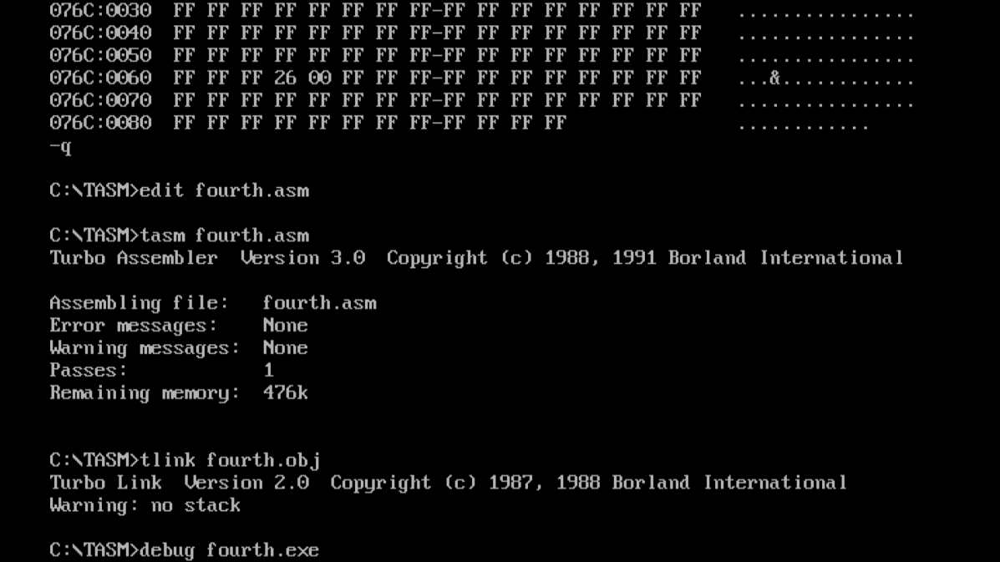 076C:0030  FF FF FF FF FF FF FF FF-FF FF FF FF FF FF FF FF   ................
076C:0040  FF FF FF FF FF FF FF FF-FF FF FF FF FF FF FF FF   ................
076C:0050  FF FF FF FF FF FF FF FF-FF FF FF FF FF FF FF FF   ................
076C:0060  FF FF FF 26 00 FF FF FF-FF FF FF FF FF FF FF FF   ...&............
076C:0070  FF FF FF FF FF FF FF FF-FF FF FF FF FF FF FF FF   ................
076C:0080  FF FF FF FF FF FF FF FF-FF FF FF FF               ............
-q
C:\TASM>edit fourth.asm
C:\TASM>tasm fourth.asm
Turbo Assembler  Version 3.0  Copyright (c) 1988, 1991 Borland International
Assembling file:   fourth.asm
Error messages:    None
Warning messages:  None
Passes:            1
Remaining memory:  476k
C:\TASM>tlink fourth.obj
Turbo Link  Version 2.0  Copyright (c) 1987, 1988 Borland International
Warning: no stack
C:\TASM>debug fourth.exe